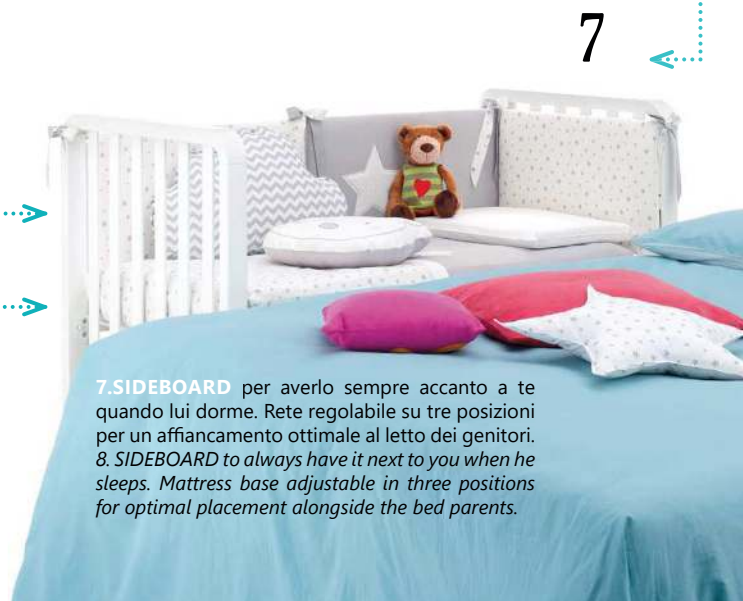 7
7.SIDEBOARD per averlo sempre accanto a te
quando lui dorme. Rete regolabile su tre posizioni
per un affiancamento ottimale al letto dei genitori.
8. SIDEBOARD to always have it next to you when he
sleeps. Mattress base adjustable in three positions
for optimal placement alongside the bed parents.